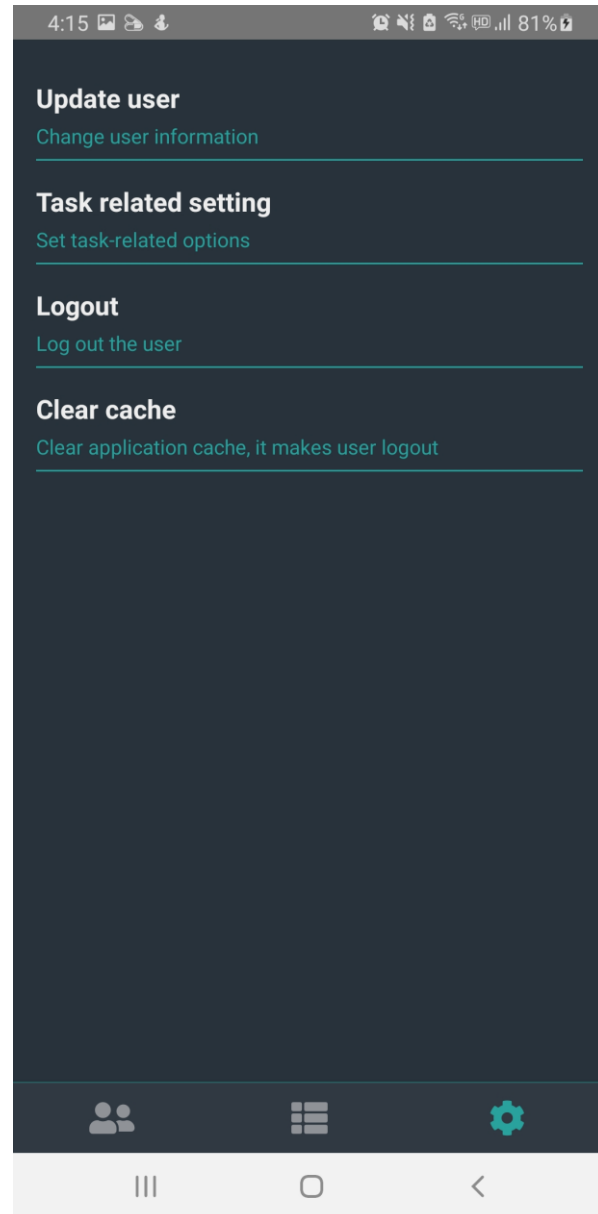 4:15 HD 81%
Update user
Change user information
Task related setting
Set task-related options
Logout
Log out the user
Clear cache
Clear application cache, it makes user logout